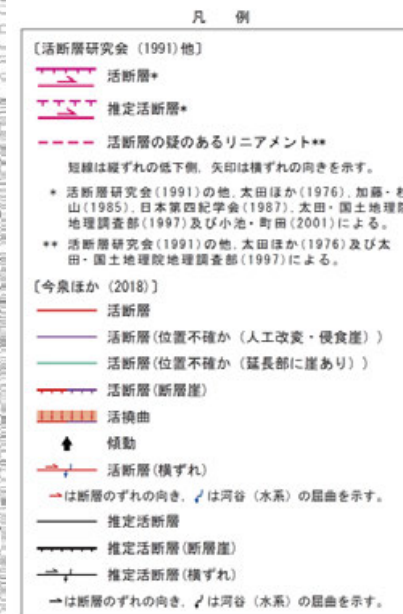 凡 例
〔活断層研究会（1991）他〕
活断層*
推定活断層*
活断層の疑のあるリニアメント**
短線は縦ずれの低下側，矢印は横ずれの向きを示す。
* 活断層研究会(1991)の他，太田ほか(1976)，加藤・杉
山(1985)，日本第四紀学会(1987)，太田・国土地理院
地理調査部(1997)及び小池・町田(2001)による。
** 活断層研究会(1991)の他，太田ほか(1976)及び太
田・国土地理院地理調査部(1997)による。
〔今泉ほか（2018）〕
活断層
活断層(位置不確か（人工改変・侵食崖）)
活断層(位置不確か（延長部に崖あり）)
活断層(断層崖)
活撓曲
傾動
活断層(横ずれ)
は断層のずれの向き，は河谷（水系）の屈曲を示す。
推定活断層
推定活断層(断層崖)
推定活断層(横ずれ)
は断層のずれの向き，は河谷（水系）の屈曲を示す。